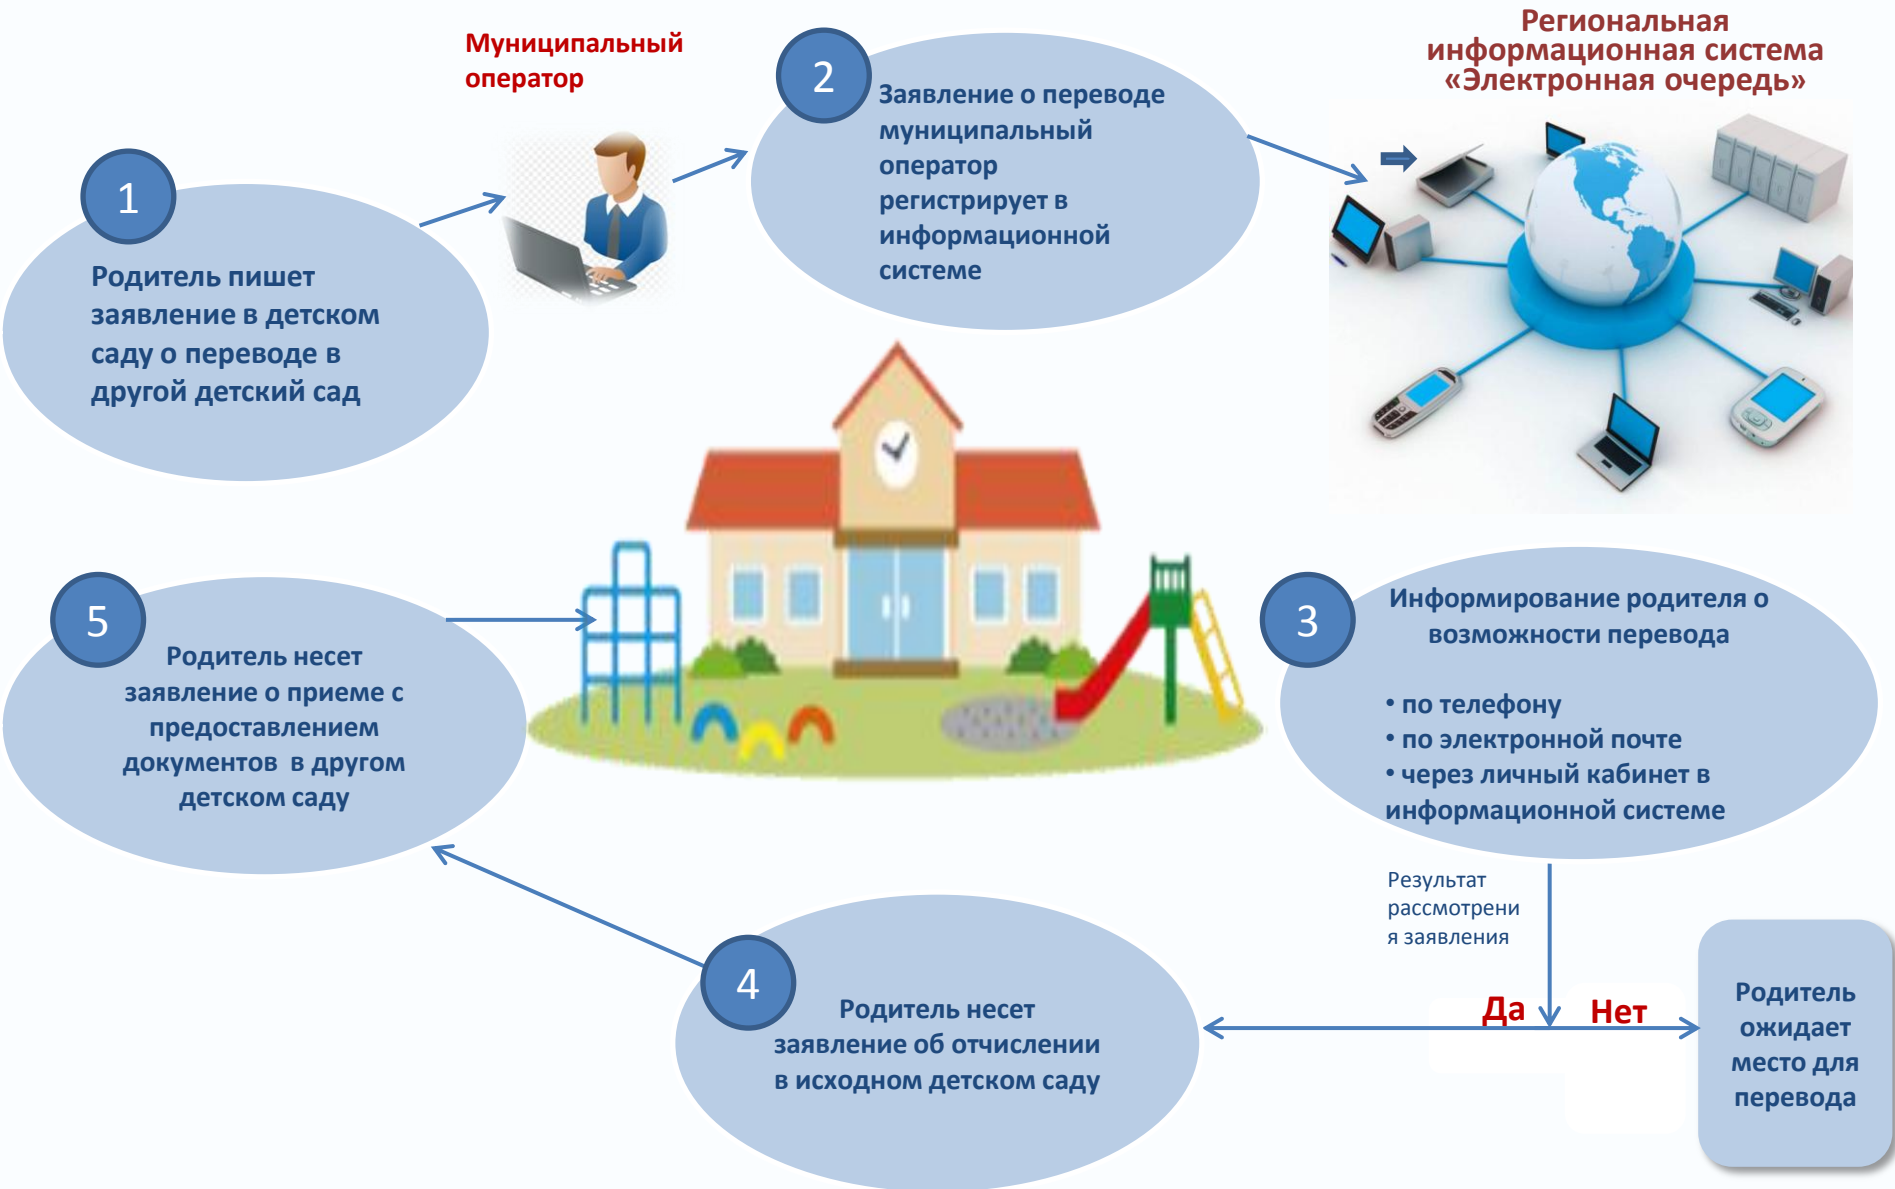 Муниципальный
оператор
Региональная
информационная система
«Электронная очередь»
1
Родитель пишет
заявление в детском
саду о переводе в
другой детский сад
2
Заявление о переводе
муниципальный
оператор
регистрирует в
информационной
системе
3
Информирование родителя о
возможности перевода
• по телефону
• по электронной почте
• через личный кабинет в
информационной системе
Результат
рассмотрени
я заявления
Да
Нет
Родитель
ожидает
место для
перевода
4
Родитель несет
заявление об отчислении
в исходном детском саду
5
Родитель несет
заявление о приеме с
предоставлением
документов в другом
детском саду